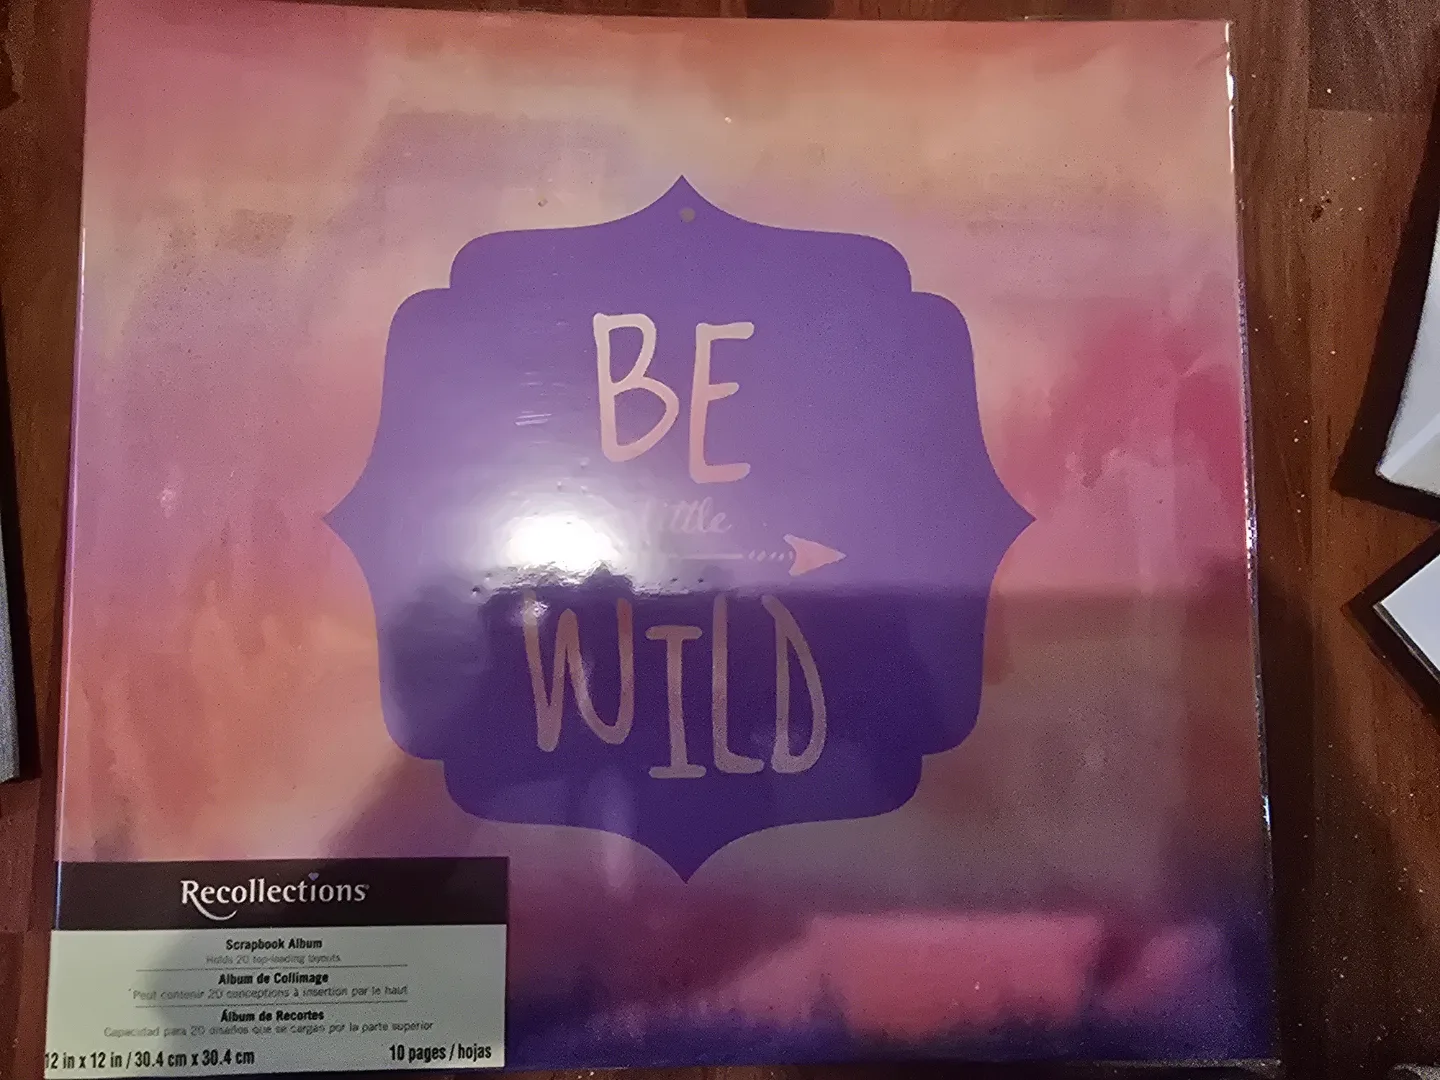 BE
little
WILD
Recollections®
Scrapbook Album
Holds 20 top-loading layouts
Album de Collimage
Peut contenir 20 conceptions à insertion par le haut
Álbum de Recortes
Capacidad para 20 diseños que se cargan por la parte superior
12 in x 12 in / 30.4 cm x 30.4 cm
10 pages / hojas